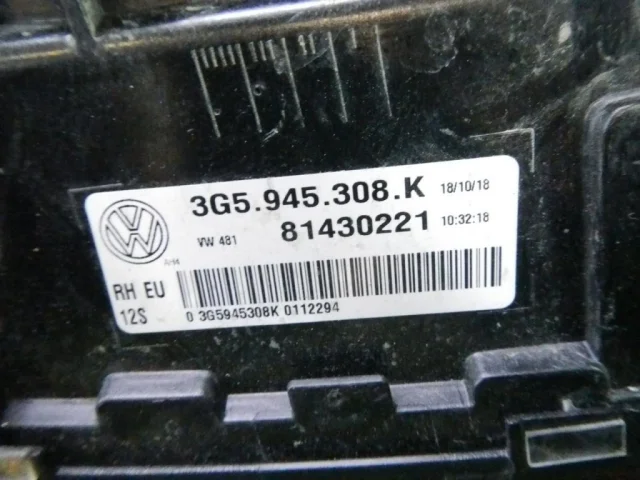 3G5.945.308.K 18/10/18
VW 481 81430221 10:32:18
RH EU
12S 0 3G5945308K 0112294